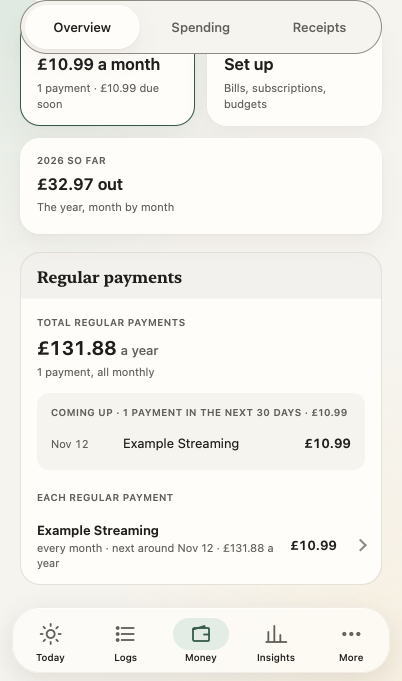 Overview
Spending
Receipts
£10.99 a month
1 payment · £10.99 due
soon
Set up
Bills, subscriptions,
budgets
2026 SO FAR
£32.97 out
The year, month by month
Regular payments
TOTAL REGULAR PAYMENTS
£131.88 a year
1 payment, all monthly
COMING UP · 1 PAYMENT IN THE NEXT 30 DAYS · £10.99
Nov 12 Example Streaming £10.99
EACH REGULAR PAYMENT
Example Streaming
every month · next around Nov 12 · £131.88 a
year
£10.99
Today
Logs
Money
Insights
More